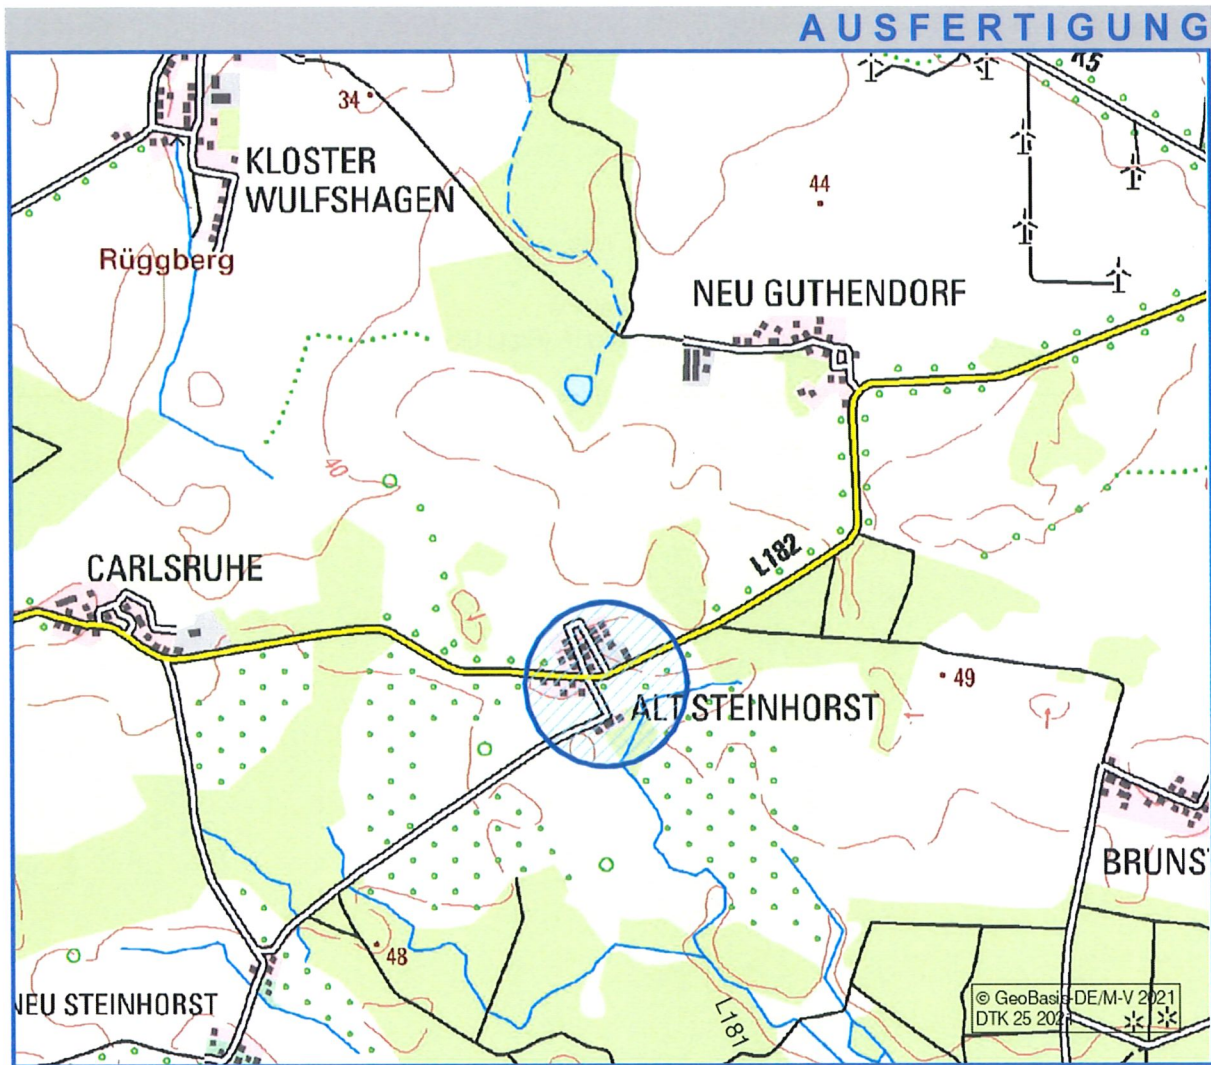 AUSFERTIGUNG
K5
34
KLOSTER
WULFSHAGEN
44
Rüggberg
NEU GUTHENDORF
40
L182
CARLSRUHE
49
ALT STEINHORST
BRUNS
48
NEU STEINHORST
L181
© GeoBasis-DE/M-V 2021
DTK 25 2021